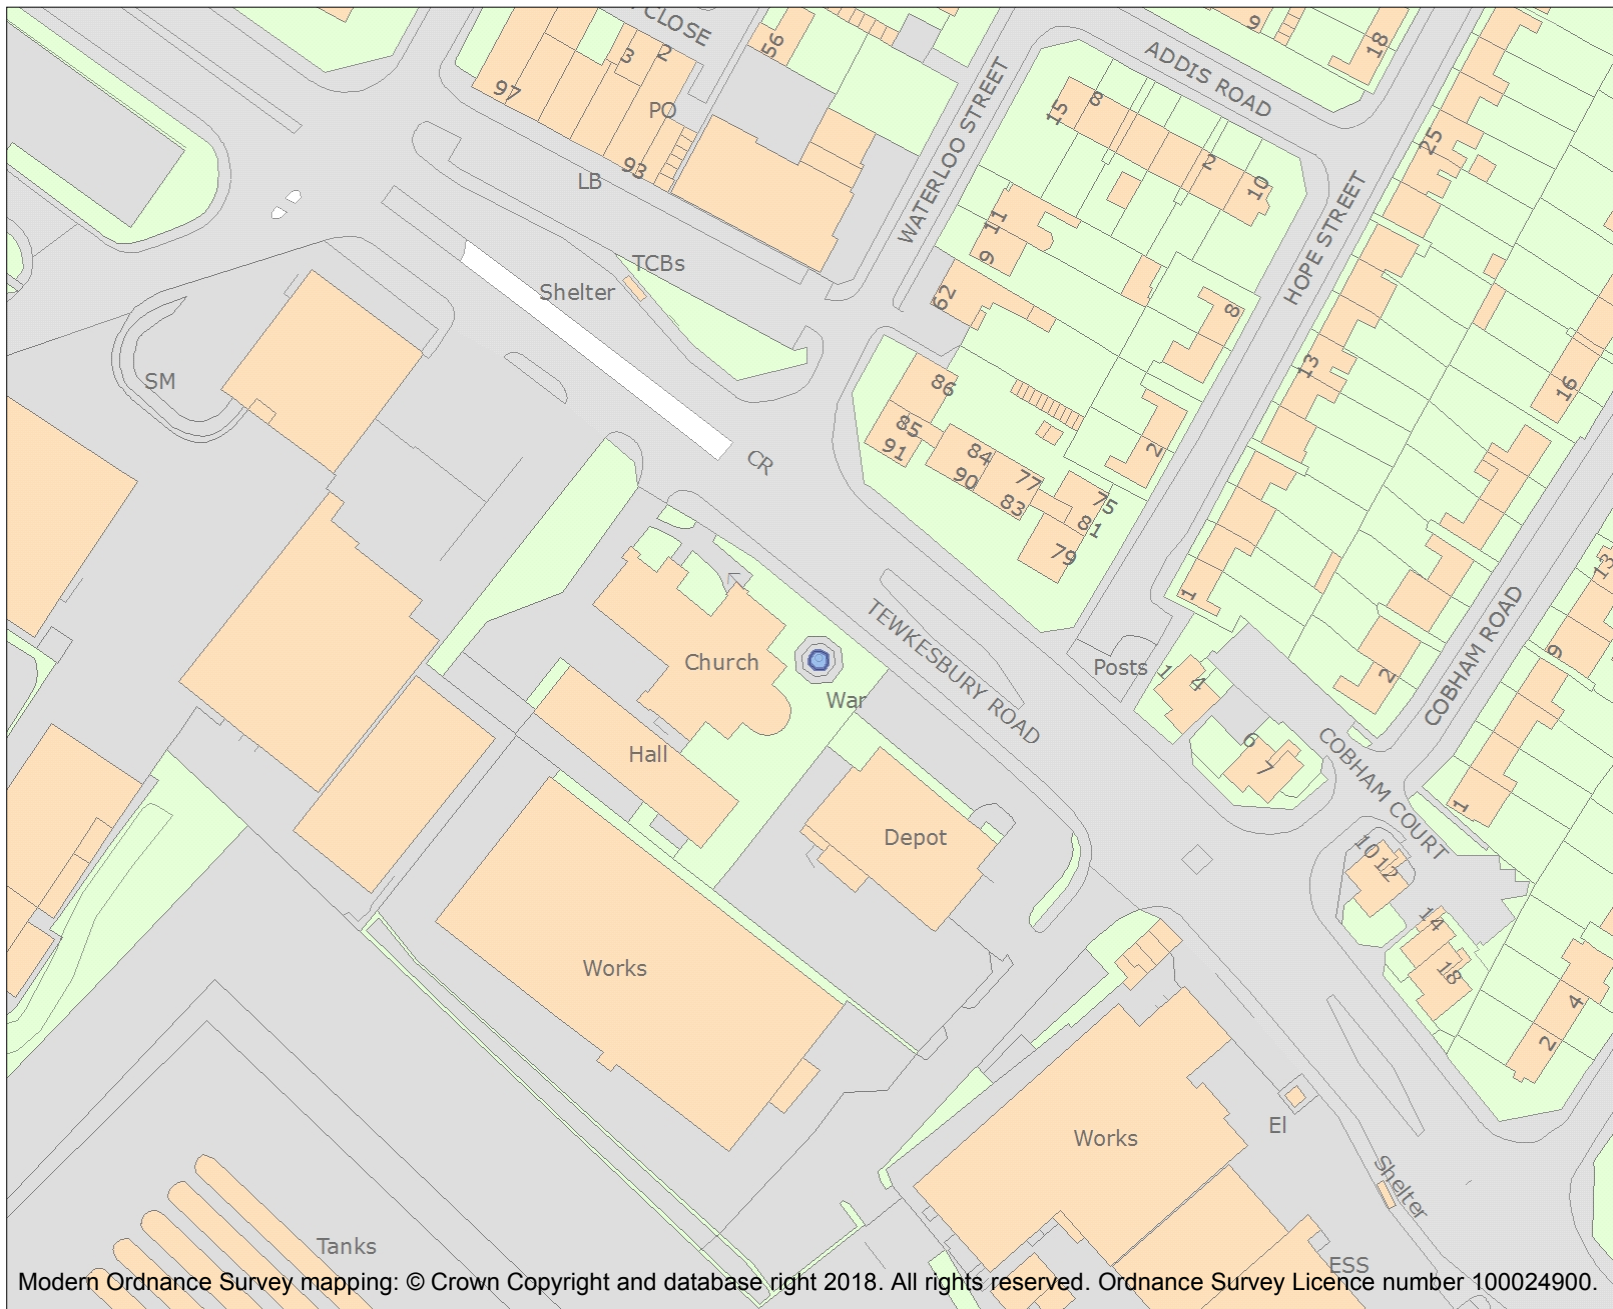 CLOSE
56
9
18
ADDIS ROAD
3
2
97
PO
93
LB
15
8
2
10
25
WATERLOO STREET
HOPE STREET
11
9
62
TCBs
Shelter
8
SM
13
16
86
85
91
84
90
77
83
75
81
79
2
CR
1
13
TEWKESBURY ROAD
Church
War
Posts
1
4
2
9
COBHAM ROAD
6
7
COBHAM COURT
1
Hall
Depot
10
12
14
18
Works
4
2
Works
El
Shelter
Tanks
ESS
Modern Ordnance Survey mapping: © Crown Copyright and database right 2018. All rights reserved. Ordnance Survey Licence number 100024900.